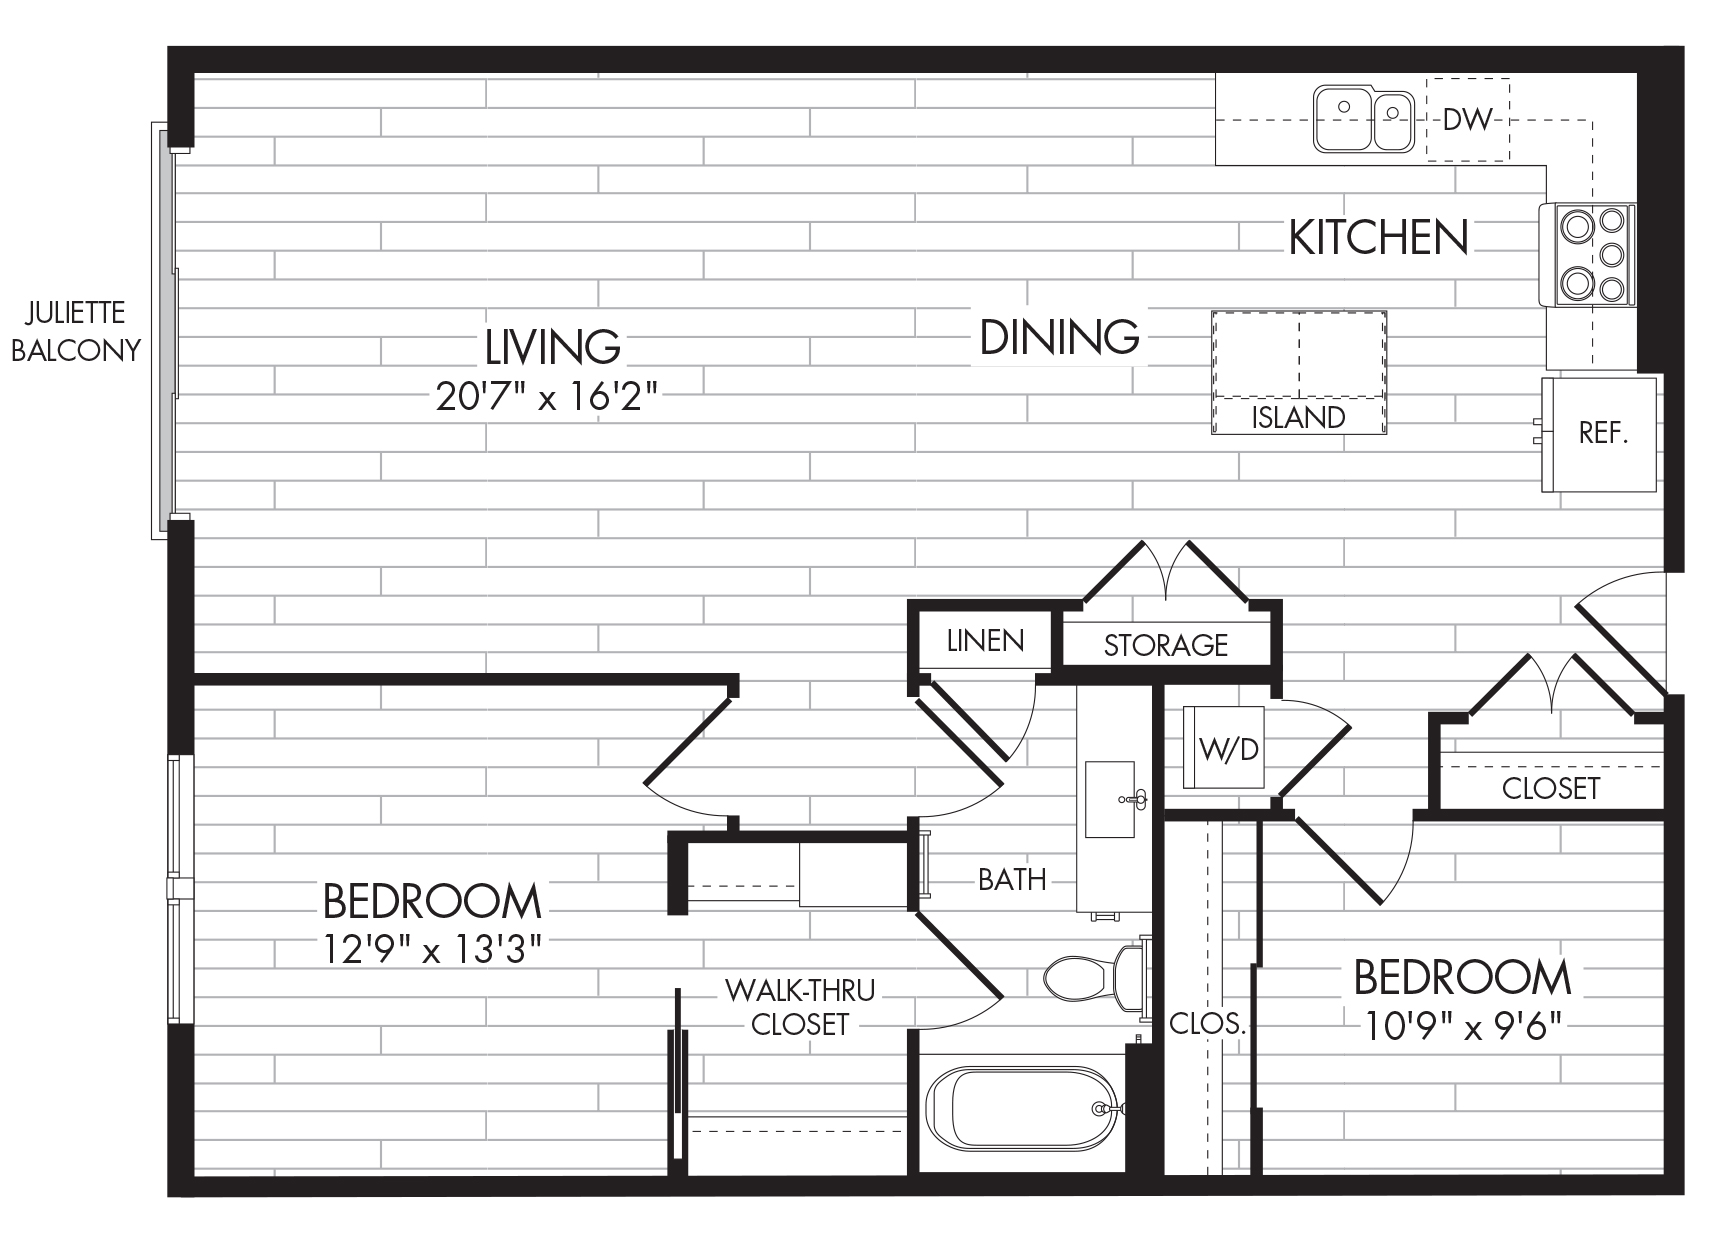 DW
KITCHEN
JULIETTE
BALCONY
LIVING
20'7" x 16'2"
DINING
ISLAND
REF.
LINEN
STORAGE
W/D
CLOSET
BATH
BEDROOM
12'9" x 13'3"
WALK-THRU
CLOSET
CLOS.
BEDROOM
10'9" x 9'6"